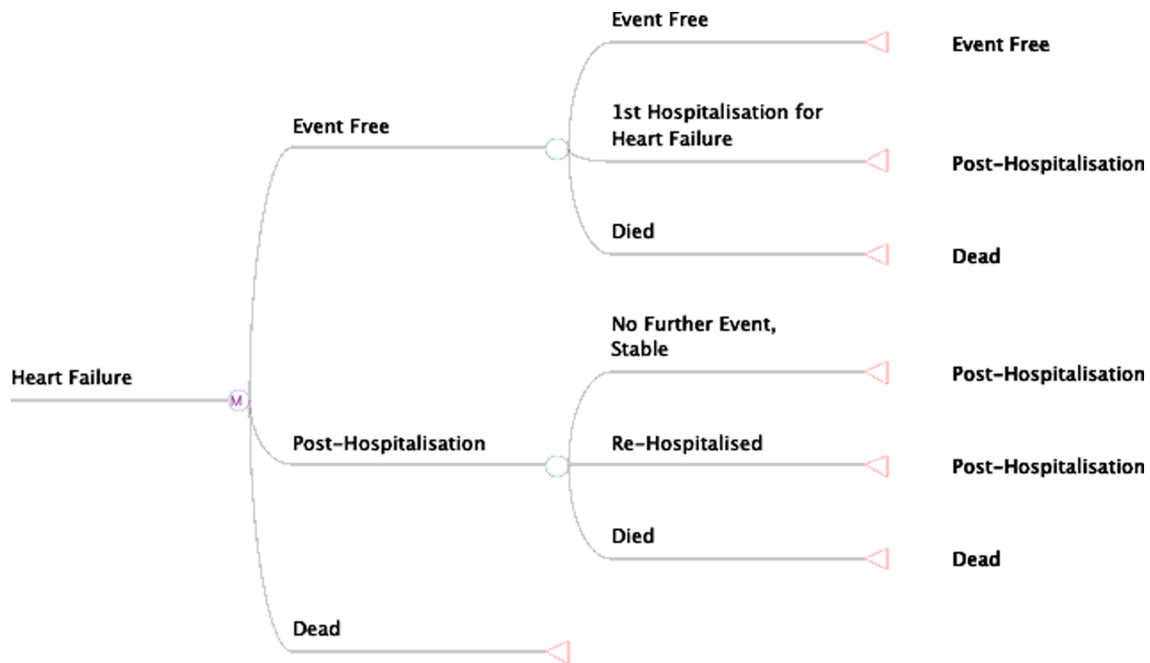 Event Free
Event Free
1st Hospitalisation for
Heart Failure
Event Free
Post-Hospitalisation
Died
Dead
No Further Event,
Stable
Post-Hospitalisation
Heart Failure
M
Post-Hospitalisation
Re-Hospitalised
Post-Hospitalisation
Died
Dead
Dead